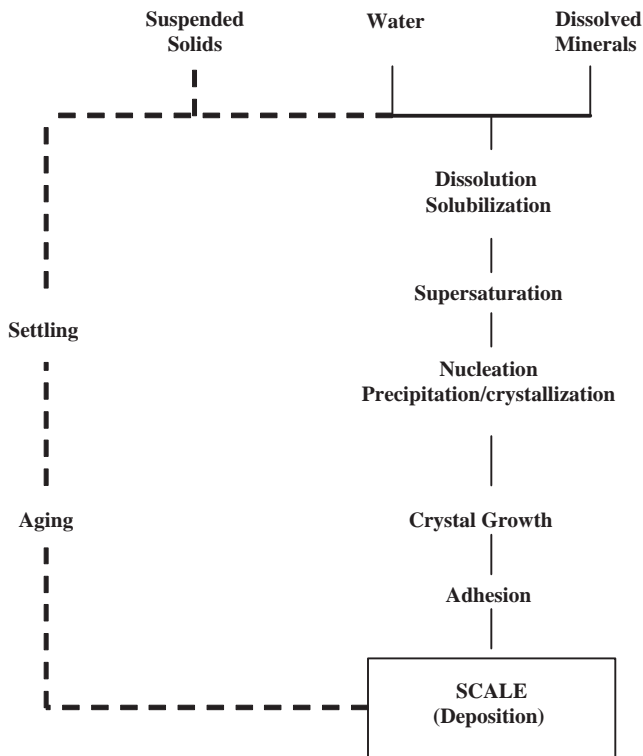 Suspended
Solids
Water
Dissolved
Minerals
Dissolution
Solubilization
Supersaturation
Settling
Nucleation
Precipitation/crystallization
Aging
Crystal Growth
Adhesion
SCALE
(Deposition)